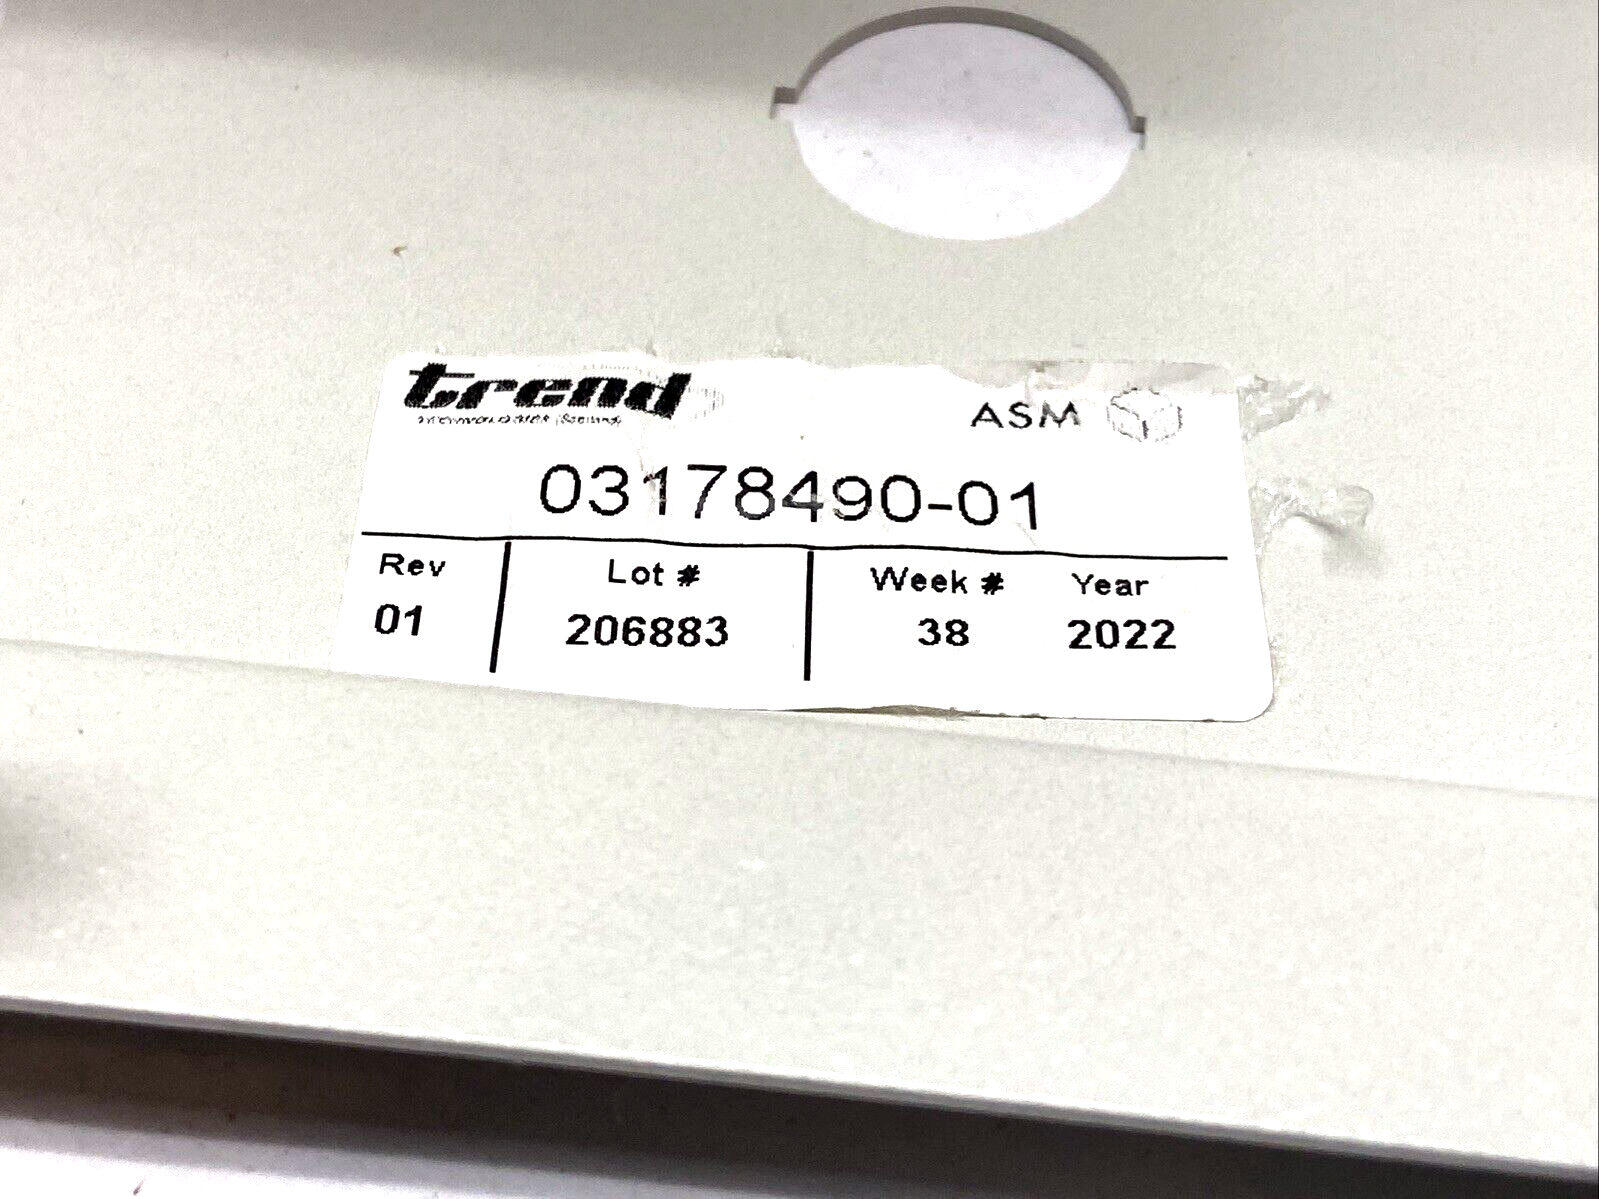 trend
ASM
03178490-01
Rev Lot # Week # Year
01 206883 38 2022